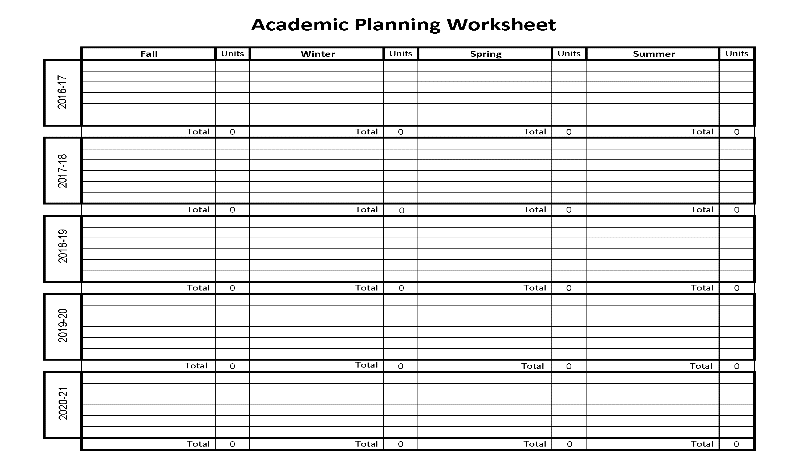 Academic Planning Worksheet
Fall Units Winter Units Spring Units Summer Units
2016-17
Total 0 Total 0 Total 0 Total 0
2017-18
Total 0 Total 0 Total 0 Total 0
2018-19
Total 0 Total 0 Total 0 Total 0
2019-20
Total 0 Total 0 Total 0 Total 0
2020-21
Total 0 Total 0 Total 0 Total 0